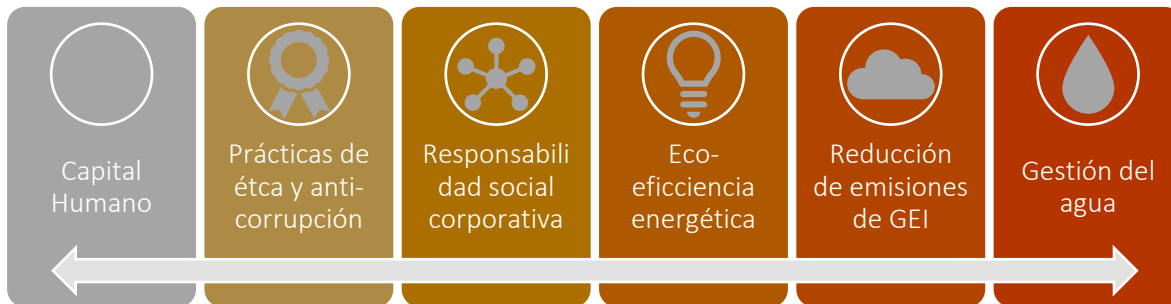 Capital
Humano
Prácticas de
étca y anti-
corrupción
Responsabili
dad social
corporativa
Eco-
eficciencia
energética
Reducción
de emisiones
de GEI
Gestión del
agua